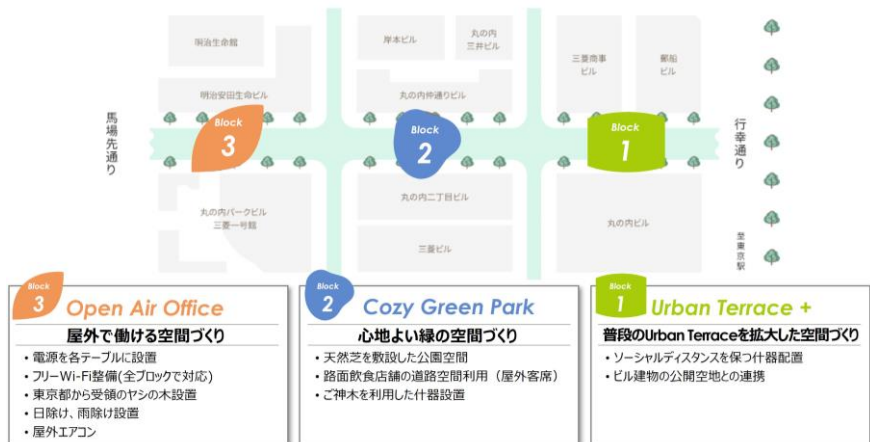 明治生命館
岸本ビル
丸の内
三井ビル
三菱商事
ビル
郵船
ビル
明治安田生命ビル
丸の内仲通りビル
馬場先通り
Block
3
Block
2
Block
1
行幸通り
丸の内パークビル
三菱一号館
丸の内二丁目ビル
三菱ビル
丸の内ビル
至東京駅
Block
3
Open Air Office
屋外で働ける空間づくり
・電源を各テーブルに設置
・フリーWi-Fi整備(全ブロックで対応)
・東京都から受領のヤシの木設置
・日除け、雨除け設置
・屋外エアコン
Block
2
Cozy Green Park
心地よい緑の空間づくり
・天然芝を敷設した公園空間
・路面飲食店舗の道路空間利用（屋外客席）
・ご神木を利用した什器設置
Block
1
Urban Terrace +
普段のUrban Terraceを拡大した空間づくり
・ソーシャルディスタンスを保つ什器配置
・ビル建物の公開空地との連携